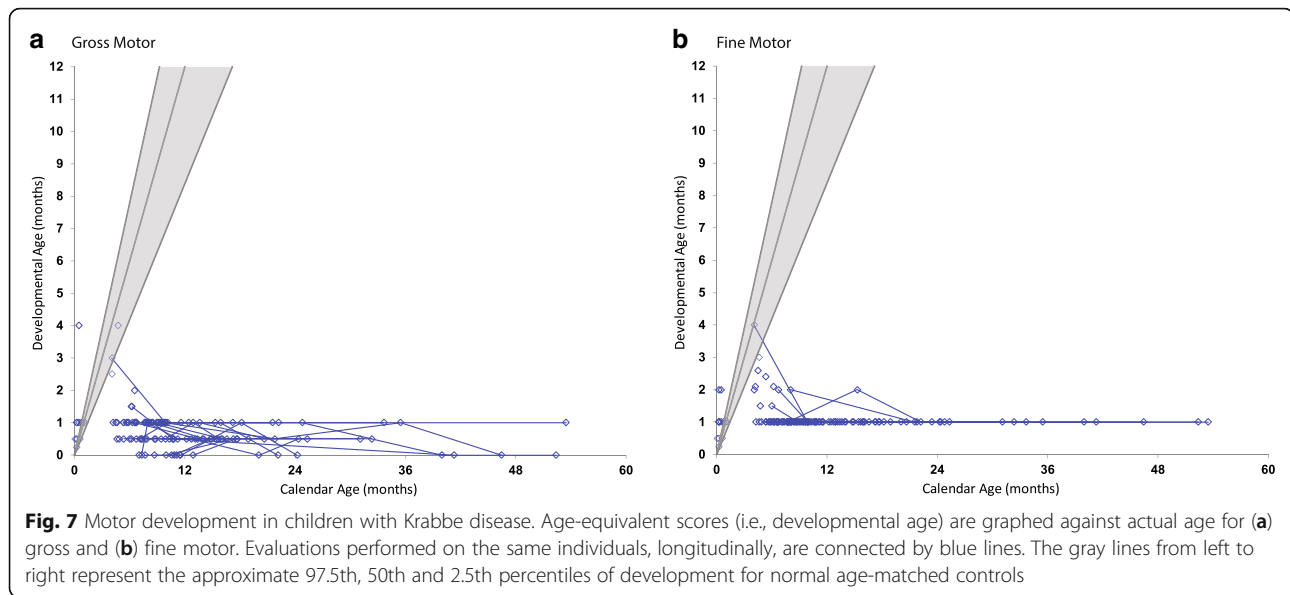 a Gross Motor
12
11
10
9
8
7
6
5
4
3
2
1
0
Developmental Age (months)
0 12 24 36 48 60
Calendar Age (months)
b Fine Motor
12
11
10
9
8
7
6
5
4
3
2
1
0
Developmental Age (months)
0 12 24 36 48 60
Calendar Age (months)
Fig. 7 Motor development in children with Krabbe disease. Age-equivalent scores (i.e., developmental age) are graphed against actual age for (a)
gross and (b) fine motor. Evaluations performed on the same individuals, longitudinally, are connected by blue lines. The gray lines from left to
right represent the approximate 97.5th, 50th and 2.5th percentiles of development for normal age-matched controls